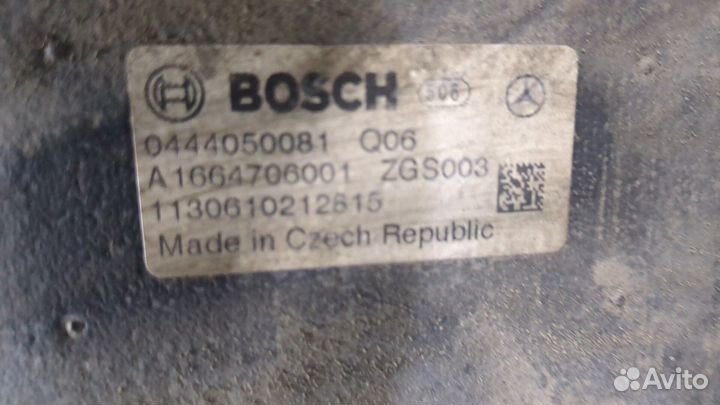 BOSCH 506
0444050081 Q06
A1664706001 ZGS003
1130610212815
Made in Czech Republic
Avito